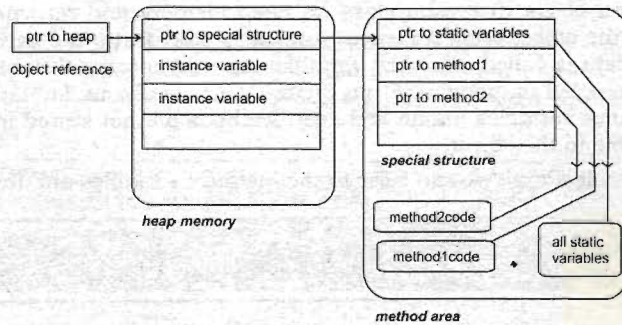 ptr to heap
object reference
ptr to special structure
instance variable
instance variable
heap memory
ptr to static variables
ptr to method1
ptr to method2
special structure
method2code
method1code
all static
variables
method area